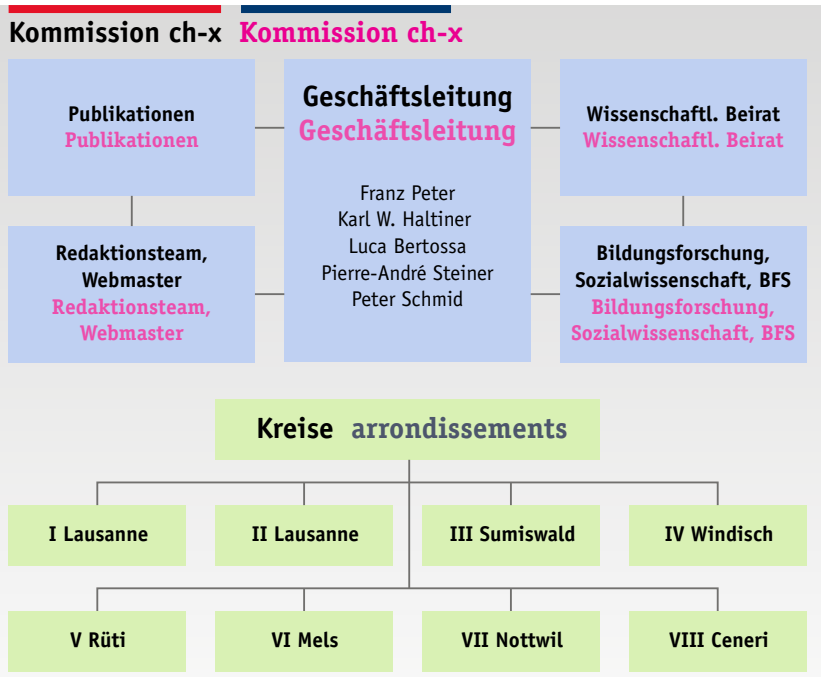 Kommission ch-x Kommission ch-x
Publikationen
Publikationen
Geschäftsleitung
Geschäftsleitung
Franz Peter
Karl W. Haltiner
Luca Bertossa
Pierre-André Steiner
Peter Schmid
Wissenschaftl. Beirat
Wissenschaftl. Beirat
Redaktionsteam,
Webmaster
Redaktionsteam,
Webmaster
Bildungsforschung,
Sozialwissenschaft, BFS
Bildungsforschung,
Sozialwissenschaft, BFS
Kreise arrondissements
I Lausanne
II Lausanne
III Sumiswald
IV Windisch
V Rüti
VI Mels
VII Nottwil
VIII Ceneri